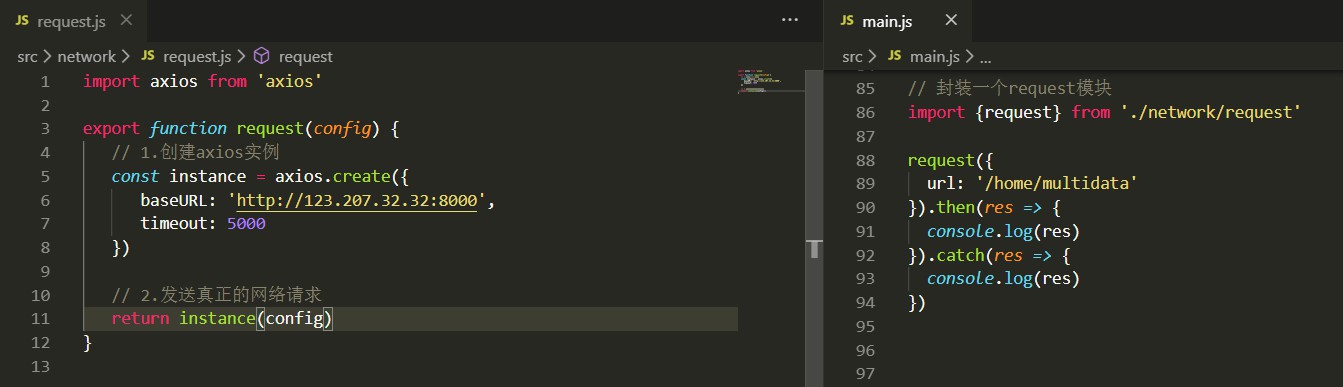 JS request.js ×
...
src > network > JS request.js > request
1 import axios from 'axios'
2
3 export function request(config) {
4 // 1.创建axios实例
5 const instance = axios.create({
6 baseURL: 'http://123.207.32.32:8000',
7 timeout: 5000
8 })
9
10 // 2.发送真正的网络请求
11 return instance(config)
12 }
13
JS main.js ×
src > JS main.js > ...
85 // 封装一个request模块
86 import {request} from './network/request'
87
88 request({
89 url: '/home/multidata'
90 }).then(res => {
91 console.log(res)
92 }).catch(res => {
93 console.log(res)
94 })
95
96
97